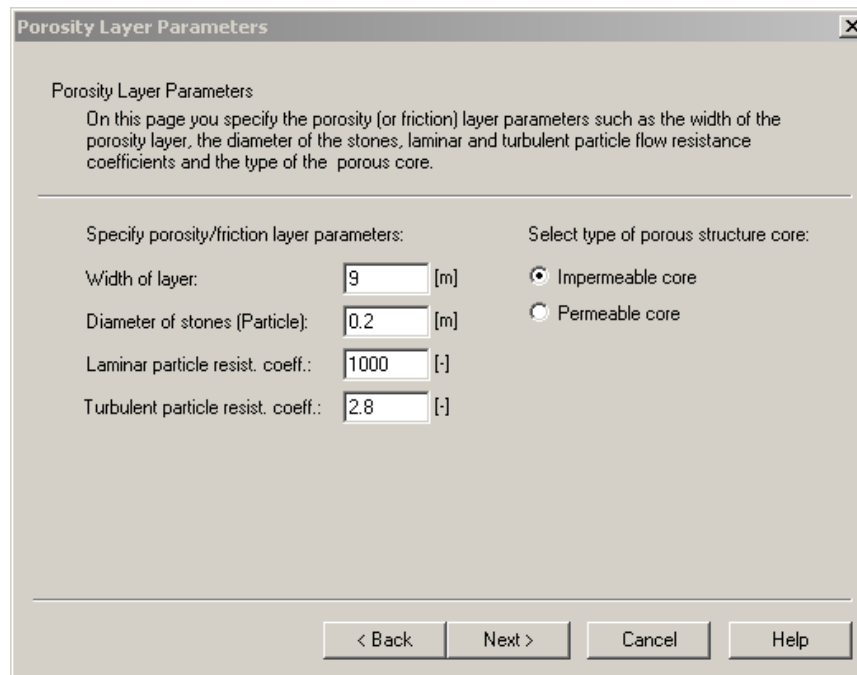 Porosity Layer Parameters
Porosity Layer Parameters
On this page you specify the porosity (or friction) layer parameters such as the width of the
porosity layer, the diameter of the stones, laminar and turbulent particle flow resistance
coefficients and the type of the porous core.
Specify porosity/friction layer parameters:
Width of layer: 9 [m]
Diameter of stones (Particle): 0.2 [m]
Laminar particle resist. coeff.: 1000 [-]
Turbulent particle resist. coeff.: 2.8 [-]
Select type of porous structure core:
Impermeable core
Permeable core
< Back Next > Cancel Help